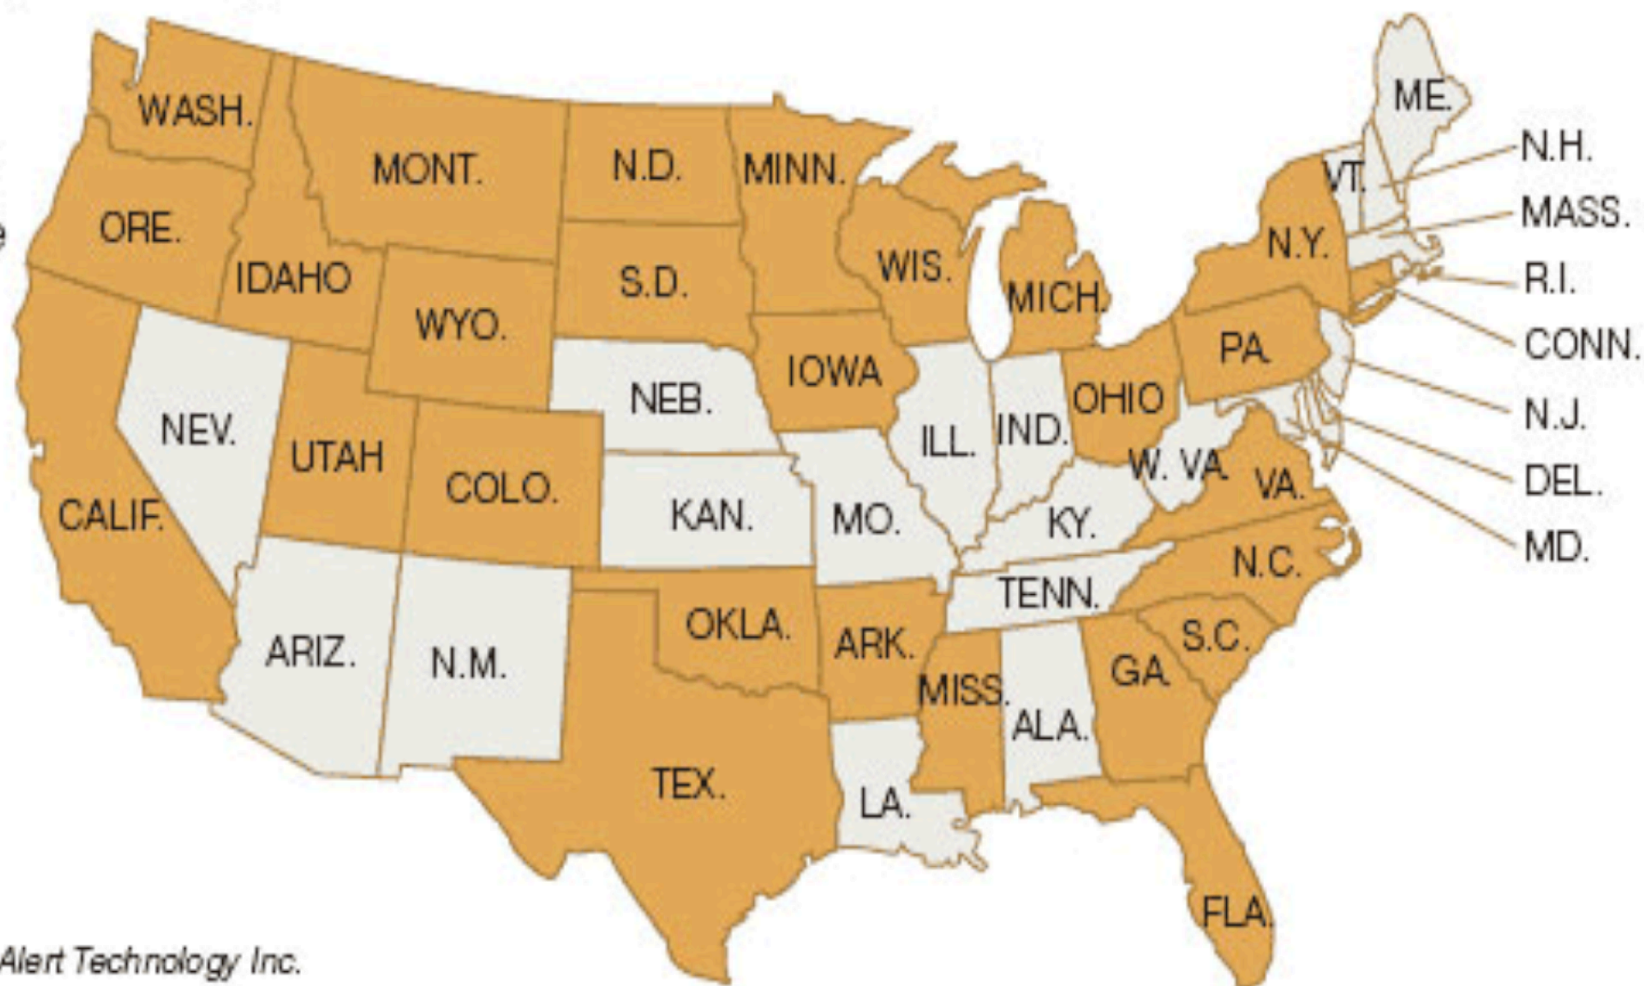 ME.
WASH.
N.H.
MONT.
N.D.
MINN.
VT.
MASS.
ORE.
N.Y.
WIS.
IDAHO
S.D.
R.I.
MICH.
WYO.
CONN.
PA.
IOWA
NEB.
OHIO
N.J.
NEV.
ILL.
IND.
UTAH
W. VA.
COLO.
VA.
DEL.
CALIF.
KAN.
MO.
KY.
MD.
N.C.
TENN.
OKLA.
ARK.
S.C.
ARIZ.
N.M.
GA.
MISS.
ALA.
TEX.
LA.
FLA.
Alert Technology Inc.